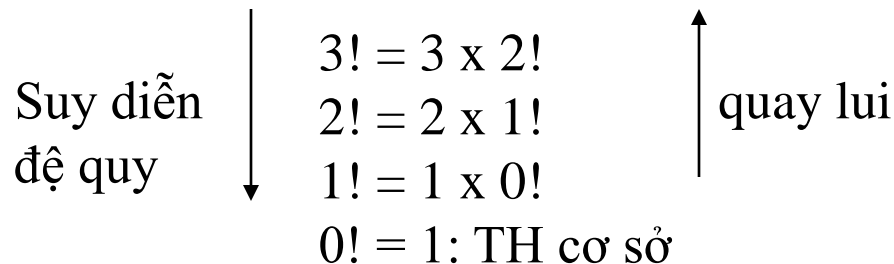 Suy diễn
đệ quy
3! = 3 x 2!
2! = 2 x 1!
1! = 1 x 0!
0! = 1: TH cơ sở
quay lui